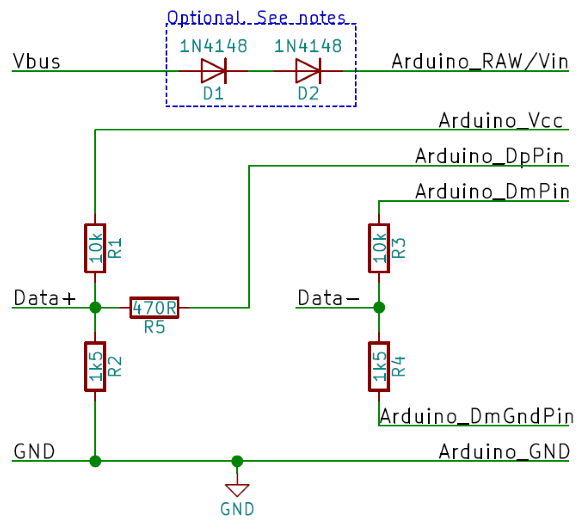 Optional. See notes
1N4148 1N4148
Vbus
Arduino_RAW/Vin
D1 D2
Arduino_Vcc
Arduino_DpPin
Arduino_DmPin
10k
R1
10k
R3
Data+
470R
R5
Data-
1k5
R2
1k5
R4
Arduino_DmGndPin
GND
Arduino_GND
GND